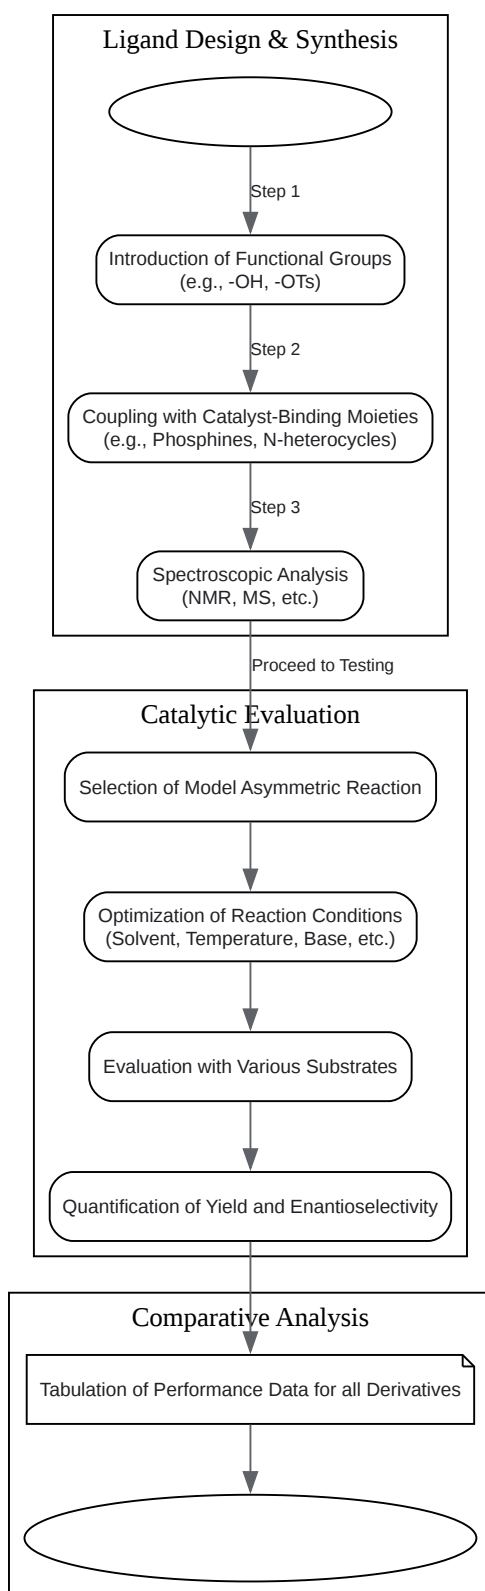 Ligand Design & Synthesis
Step 1
Introduction of Functional Groups
(e.g., -OH, -OTs)
Step 2
Coupling with Catalyst-Binding Moieties
(e.g., Phosphines, N-heterocycles)
Step 3
Spectroscopic Analysis
(NMR, MS, etc.)
Proceed to Testing
Catalytic Evaluation
Selection of Model Asymmetric Reaction
Optimization of Reaction Conditions
(Solvent, Temperature, Base, etc.)
Evaluation with Various Substrates
Quantification of Yield and Enantioselectivity
Comparative Analysis
Tabulation of Performance Data for all Derivatives